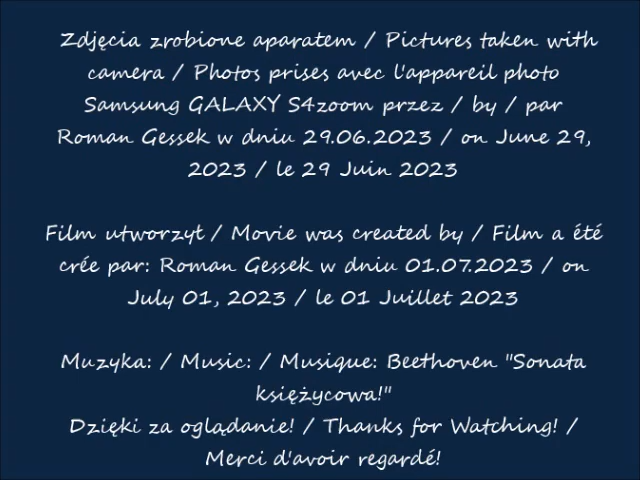 Zdjęcia zrobione aparatem / Pictures taken with
camera / Photos prises avec l'appareil photo
Samsung GALAXY S4zoom przez / by / par
Roman Gessek w dniu 29.06.2023 / on June 29,
2023 / le 29 Juin 2023
Film utworzył / Movie was created by / Film a été
crée par: Roman Gessek w dniu 01.07.2023 / on
July 01, 2023 / le 01 Juillet 2023
Muzyka: / Music: / Musique: Beethoven "Sonata
księżycowa!"
Dzięki za oglądanie! / Thanks for Watching! /
Merci d'avoir regardé!